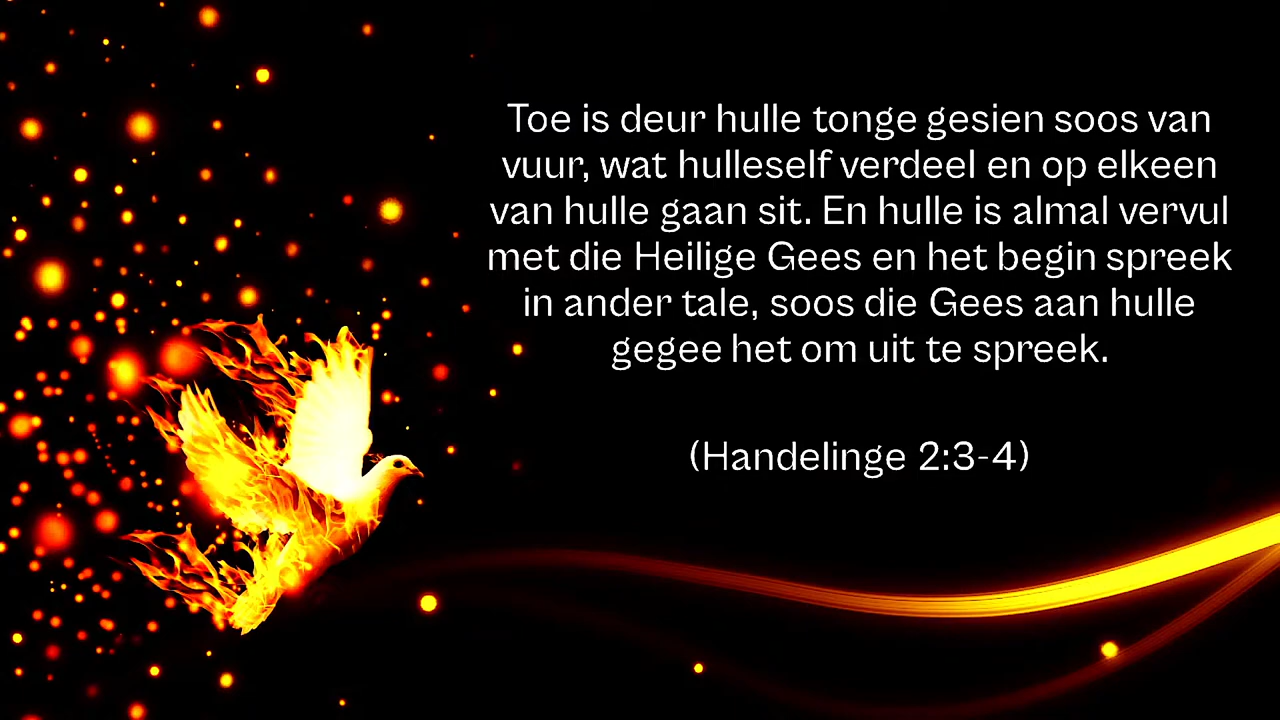 Toe is deur hulle tonge gesien soos van
vuur, wat hulleself verdeel en op elkeen
van hulle gaan sit. En hulle is almal vervul
met die Heilige Gees en het begin spreek
in ander tale, soos die Gees aan hulle
gegee het om uit te spreek.
(Handelinge 2:3-4)